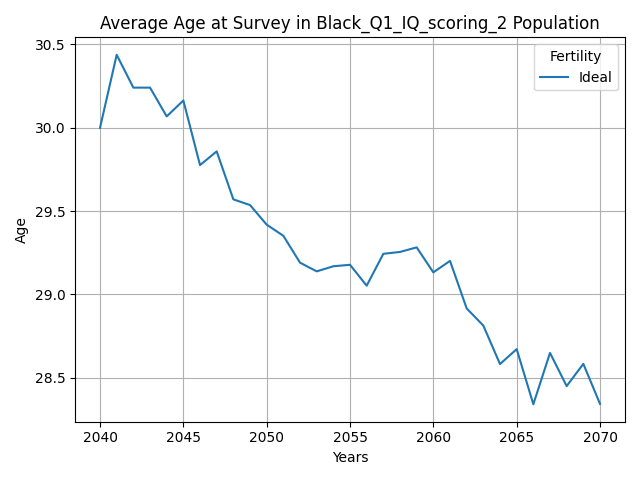 Average Age at Survey in Black_Q1_IQ_scoring_2 Population
30.5
30.0
29.5
29.0
28.5
Age
Fertility
Ideal
2040 2045 2050 2055 2060 2065 2070
Years